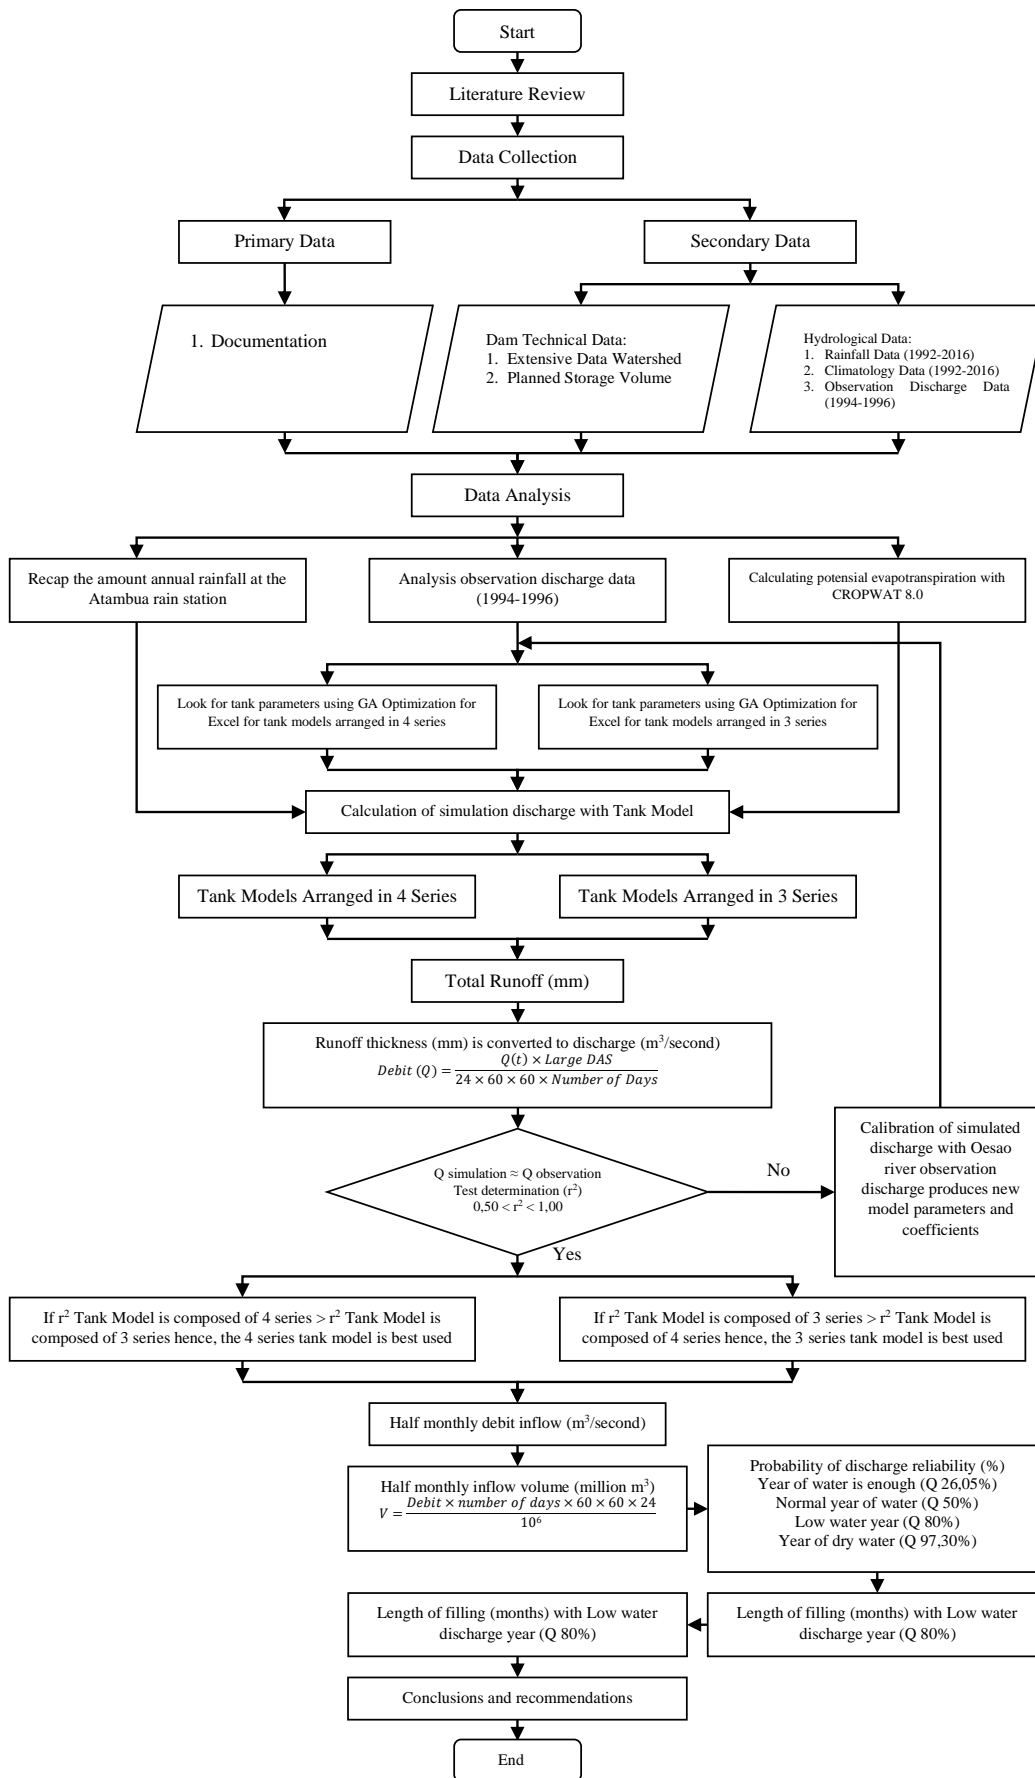 Start
Literature Review
Data Collection
Primary Data
Secondary Data
1. Documentation
Dam Technical Data:
1. Extensive Data Watershed
2. Planned Storage Volume
Hydrological Data:
1. Rainfall Data (1992-2016)
2. Climatology Data (1992-2016)
3. Observation Discharge Data
(1994-1996)
Data Analysis
Recap the amount annual rainfall at the
Atambua rain station
Analysis observation discharge data
(1994-1996)
Calculating potensial evapotranspiration with
CROPWAT 8.0
Look for tank parameters using GA Optimization for
Excel for tank models arranged in 4 series
Look for tank parameters using GA Optimization for
Excel for tank models arranged in 3 series
Calculation of simulation discharge with Tank Model
Tank Models Arranged in 4 Series
Tank Models Arranged in 3 Series
Total Runoff (mm)
Runoff thickness (mm) is converted to discharge (m³/second)
Debit (Q) = Q(t) × Large DAS / 24 × 60 × 60 × Number of Days
Q simulation ≈ Q observation
Test determination (r²)
0,50 < r² < 1,00
No
Calibration of simulated
discharge with Oesao
river observation
discharge produces new
model parameters and
coefficients
Yes
If r² Tank Model is composed of 4 series > r² Tank Model is
composed of 3 series hence, the 4 series tank model is best used
If r² Tank Model is composed of 3 series > r² Tank Model is
composed of 4 series hence, the 3 series tank model is best used
Half monthly debit inflow (m³/second)
Half monthly inflow volume (million m³)
V = Debit × number of days × 60 × 60 × 24 / 10⁶
Probability of discharge reliability (%)
Year of water is enough (Q 26,05%)
Normal year of water (Q 50%)
Low water year (Q 80%)
Year of dry water (Q 97,30%)
Length of filling (months) with Low water
discharge year (Q 80%)
Length of filling (months) with Low water
discharge year (Q 80%)
Conclusions and recommendations
End